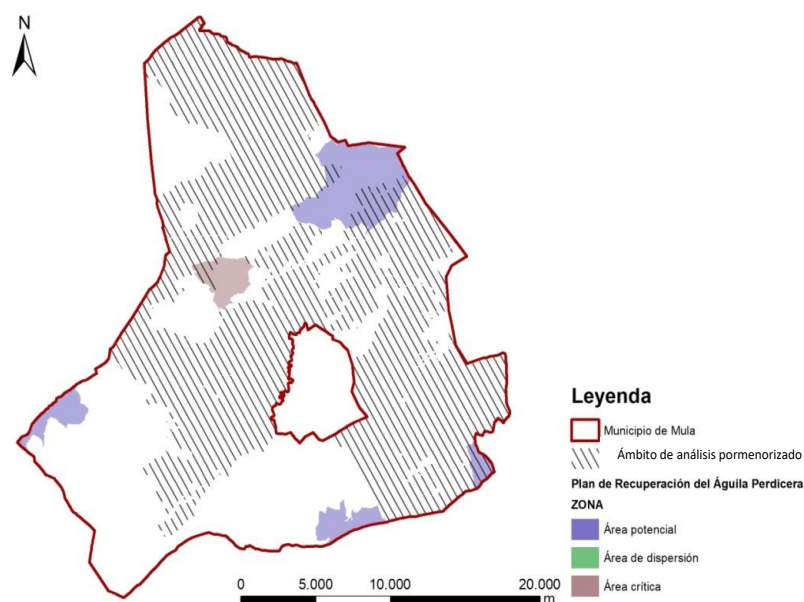 N
Leyenda
Municipio de Mula
Ámbito de análisis pormenorizado
Plan de Recuperación del Águila Perdicera
ZONA
Área potencial
Área de dispersión
Área crítica
0 5.000 10.000 20.000
m